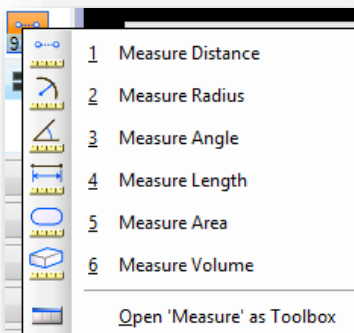 9
1 Measure Distance
2 Measure Radius
3 Measure Angle
4 Measure Length
5 Measure Area
6 Measure Volume
Open 'Measure' as Toolbox